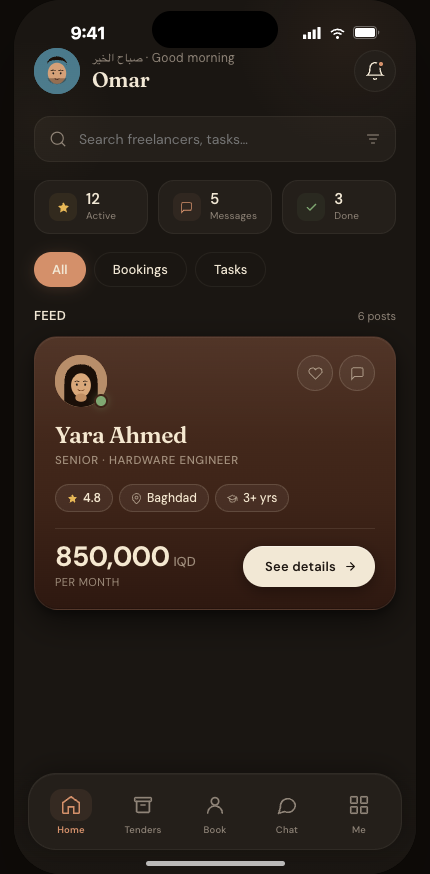 9:41
صباح الخير · Good morning
Omar
Search freelancers, tasks...
12
Active
5
Messages
3
Done
All
Bookings
Tasks
FEED
6 posts
Yara Ahmed
SENIOR · HARDWARE ENGINEER
4.8
Baghdad
3+ yrs
850,000 IQD
PER MONTH
See details →
Home
Tenders
Book
Chat
Me